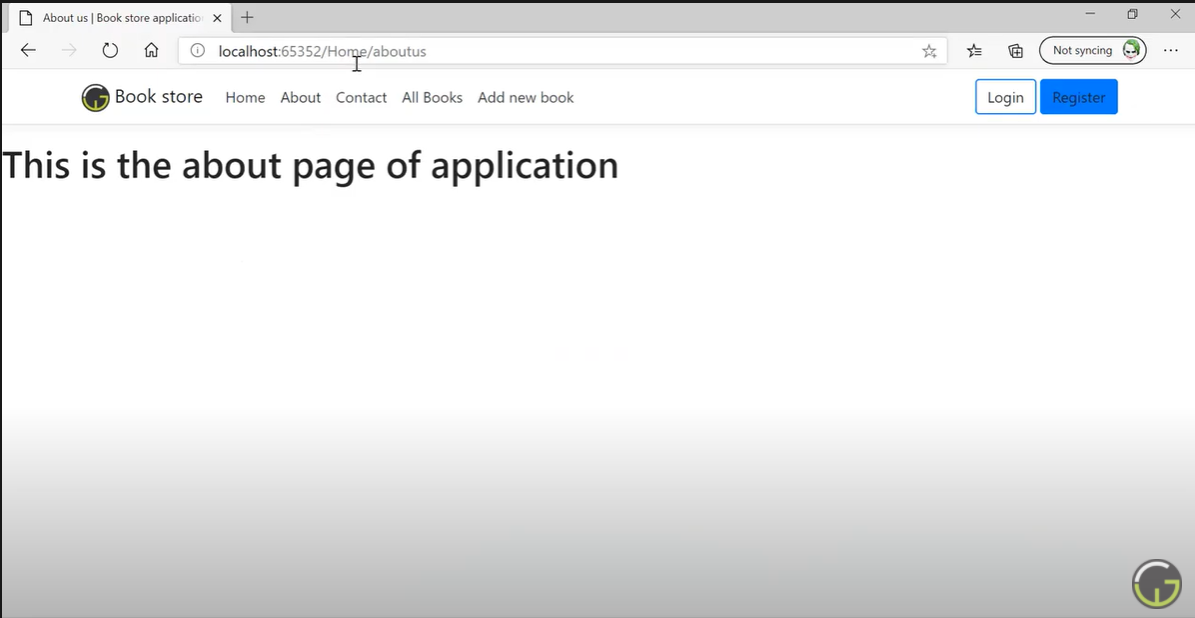 About us | Book store applicatio
localhost:65352/Home/aboutus
Not syncing
Book store Home About Contact All Books Add new book Login Register
This is the about page of application